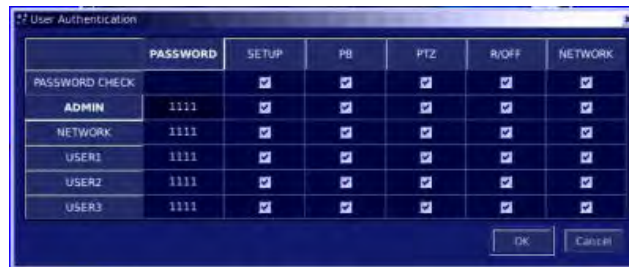 User Authentication
PASSWORD SETUP PB PTZ R/OFF NETWORK
PASSWORD CHECK
ADMIN 1111
NETWORK 1111
USER1 1111
USER2 1111
USER3 1111
OK Cancel